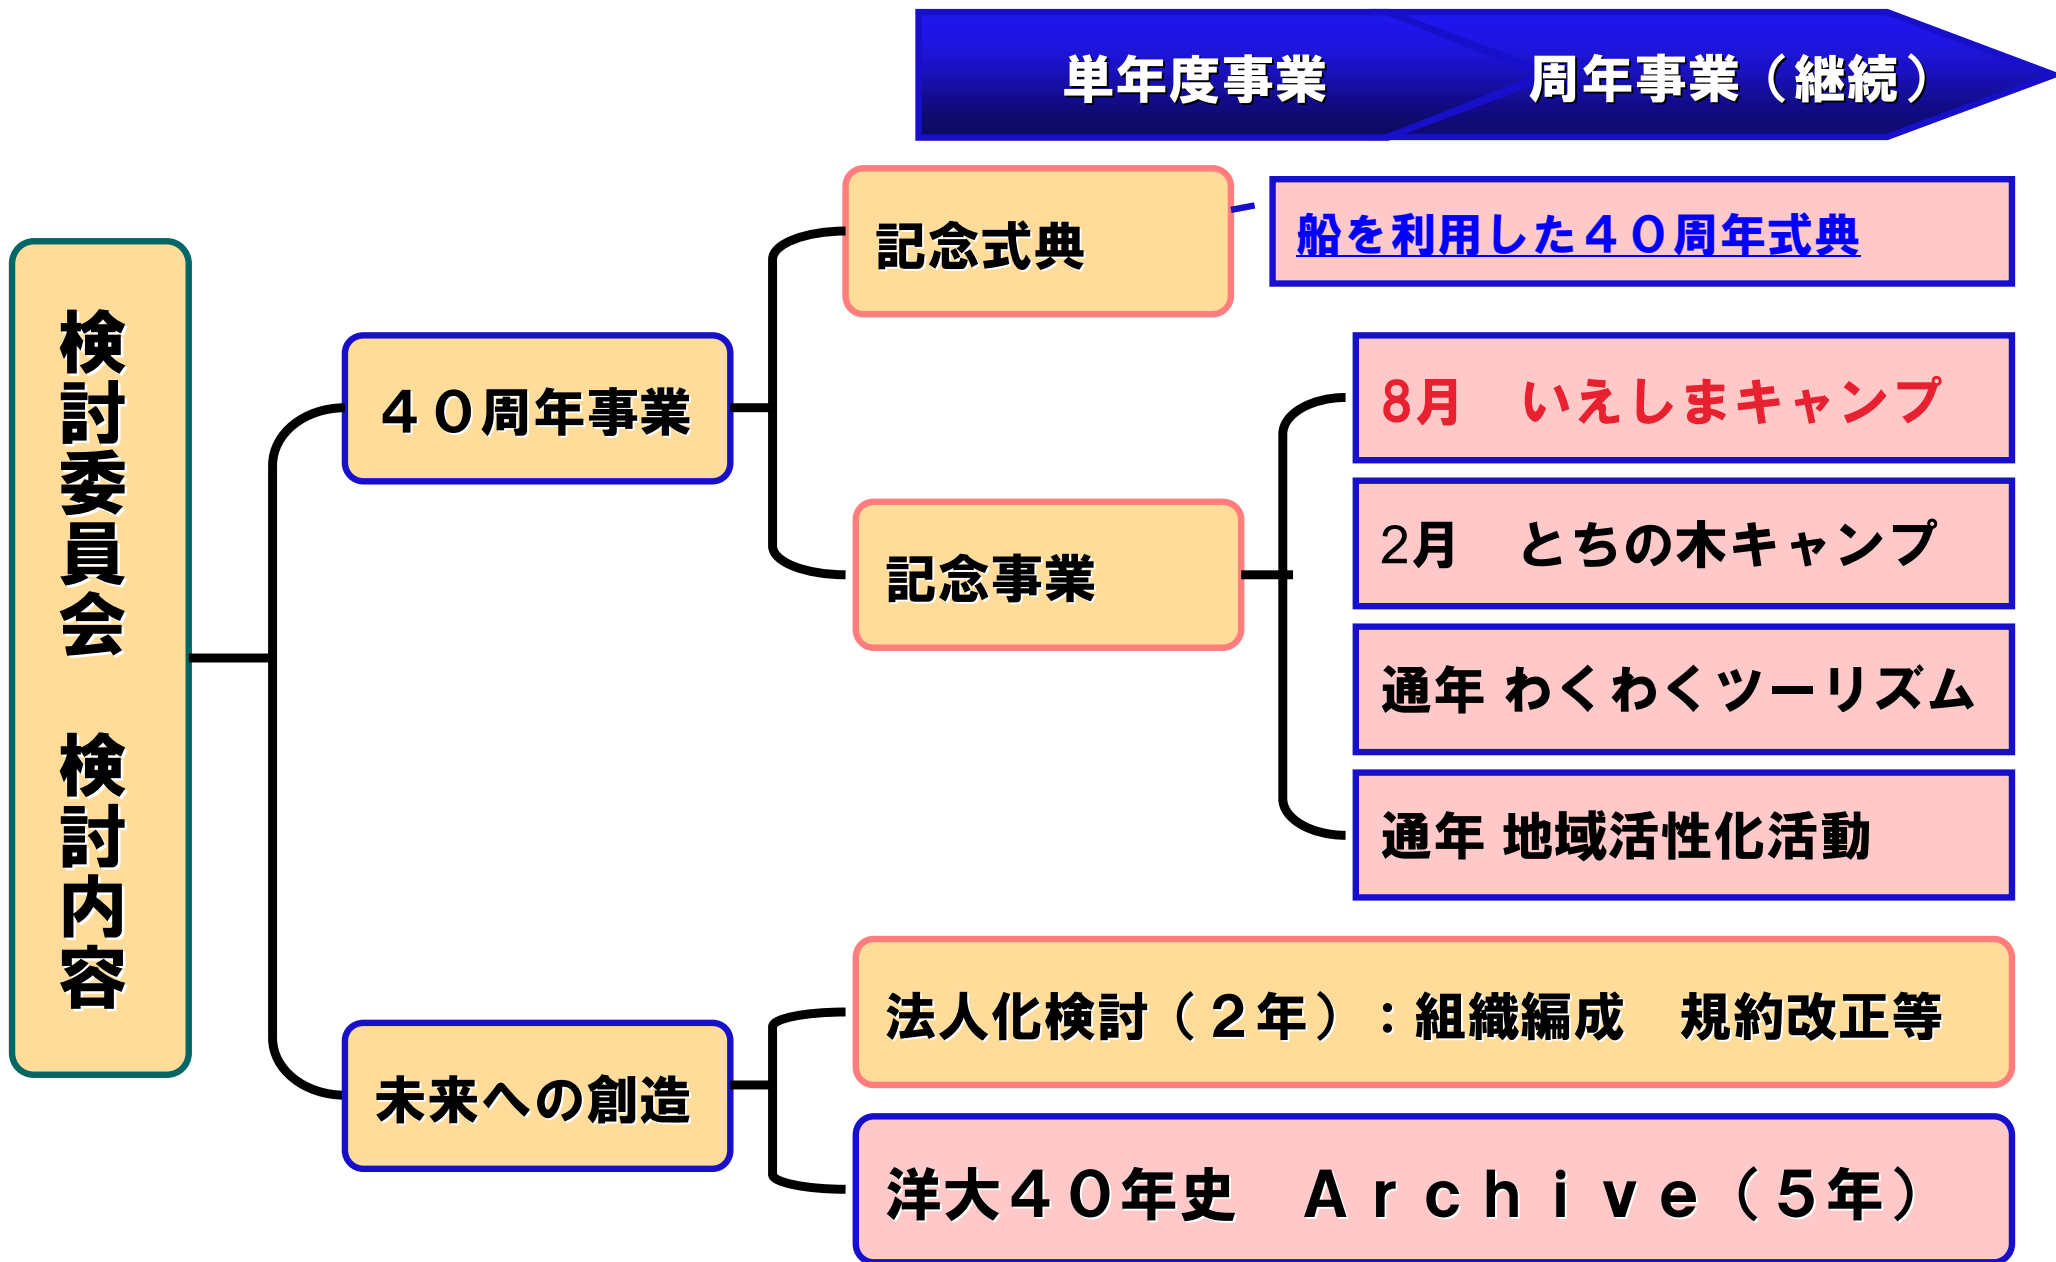 単年度事業
周年事業（継続）
検討委員会　検討内容
４０周年事業
記念式典
船を利用した４０周年式典
記念事業
8月　いえしまキャンプ
2月　とちの木キャンプ
通年 わくわくツーリズム
通年 地域活性化活動
未来への創造
法人化検討（２年）：組織編成　規約改正等
洋大４０年史　Ａｒｃｈｉｖｅ（５年）